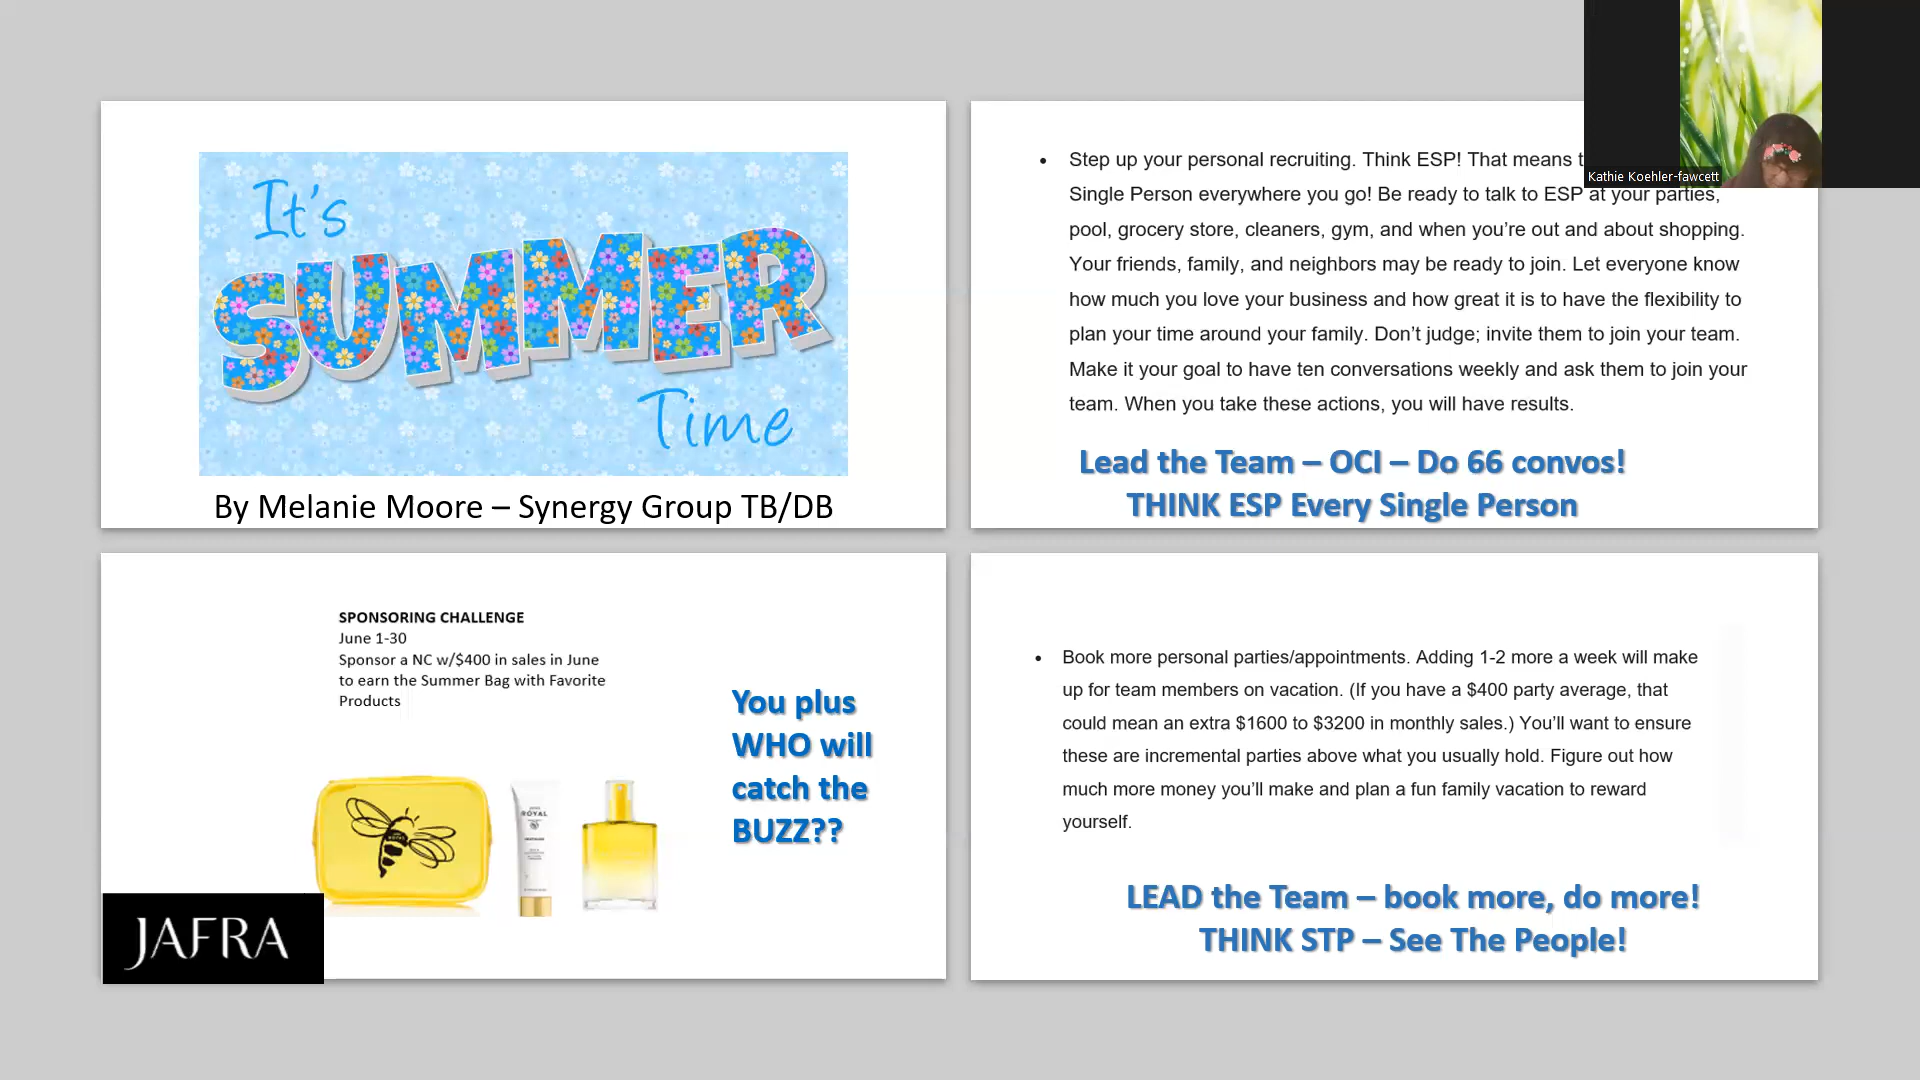 It's
SUMMER
Time
By Melanie Moore – Synergy Group TB/DB
Step up your personal recruiting. Think ESP! That means
Single Person everywhere you go! Be ready to talk to ESP at your parties,
pool, grocery store, cleaners, gym, and when you’re out and about shopping.
Your friends, family, and neighbors may be ready to join. Let everyone know
how much you love your business and how great it is to have the flexibility to
plan your time around your family. Don’t judge; invite them to join your team.
Make it your goal to have ten conversations weekly and ask them to join your
team. When you take these actions, you will have results.
Lead the Team – OCI – Do 66 convos!
THINK ESP Every Single Person
Kathie Koehler-fawcett
SPONSORING CHALLENGE
June 1-30
Sponsor a NC w/$400 in sales in June
to earn the Summer Bag with Favorite
Products
You plus
WHO will
catch the
BUZZ??
ROYAL
JAFRA
Book more personal parties/appointments. Adding 1-2 more a week will make
up for team members on vacation. (If you have a $400 party average, that
could mean an extra $1600 to $3200 in monthly sales.) You’ll want to ensure
these are incremental parties above what you usually hold. Figure out how
much more money you’ll make and plan a fun family vacation to reward
yourself.
LEAD the Team – book more, do more!
THINK STP – See The People!